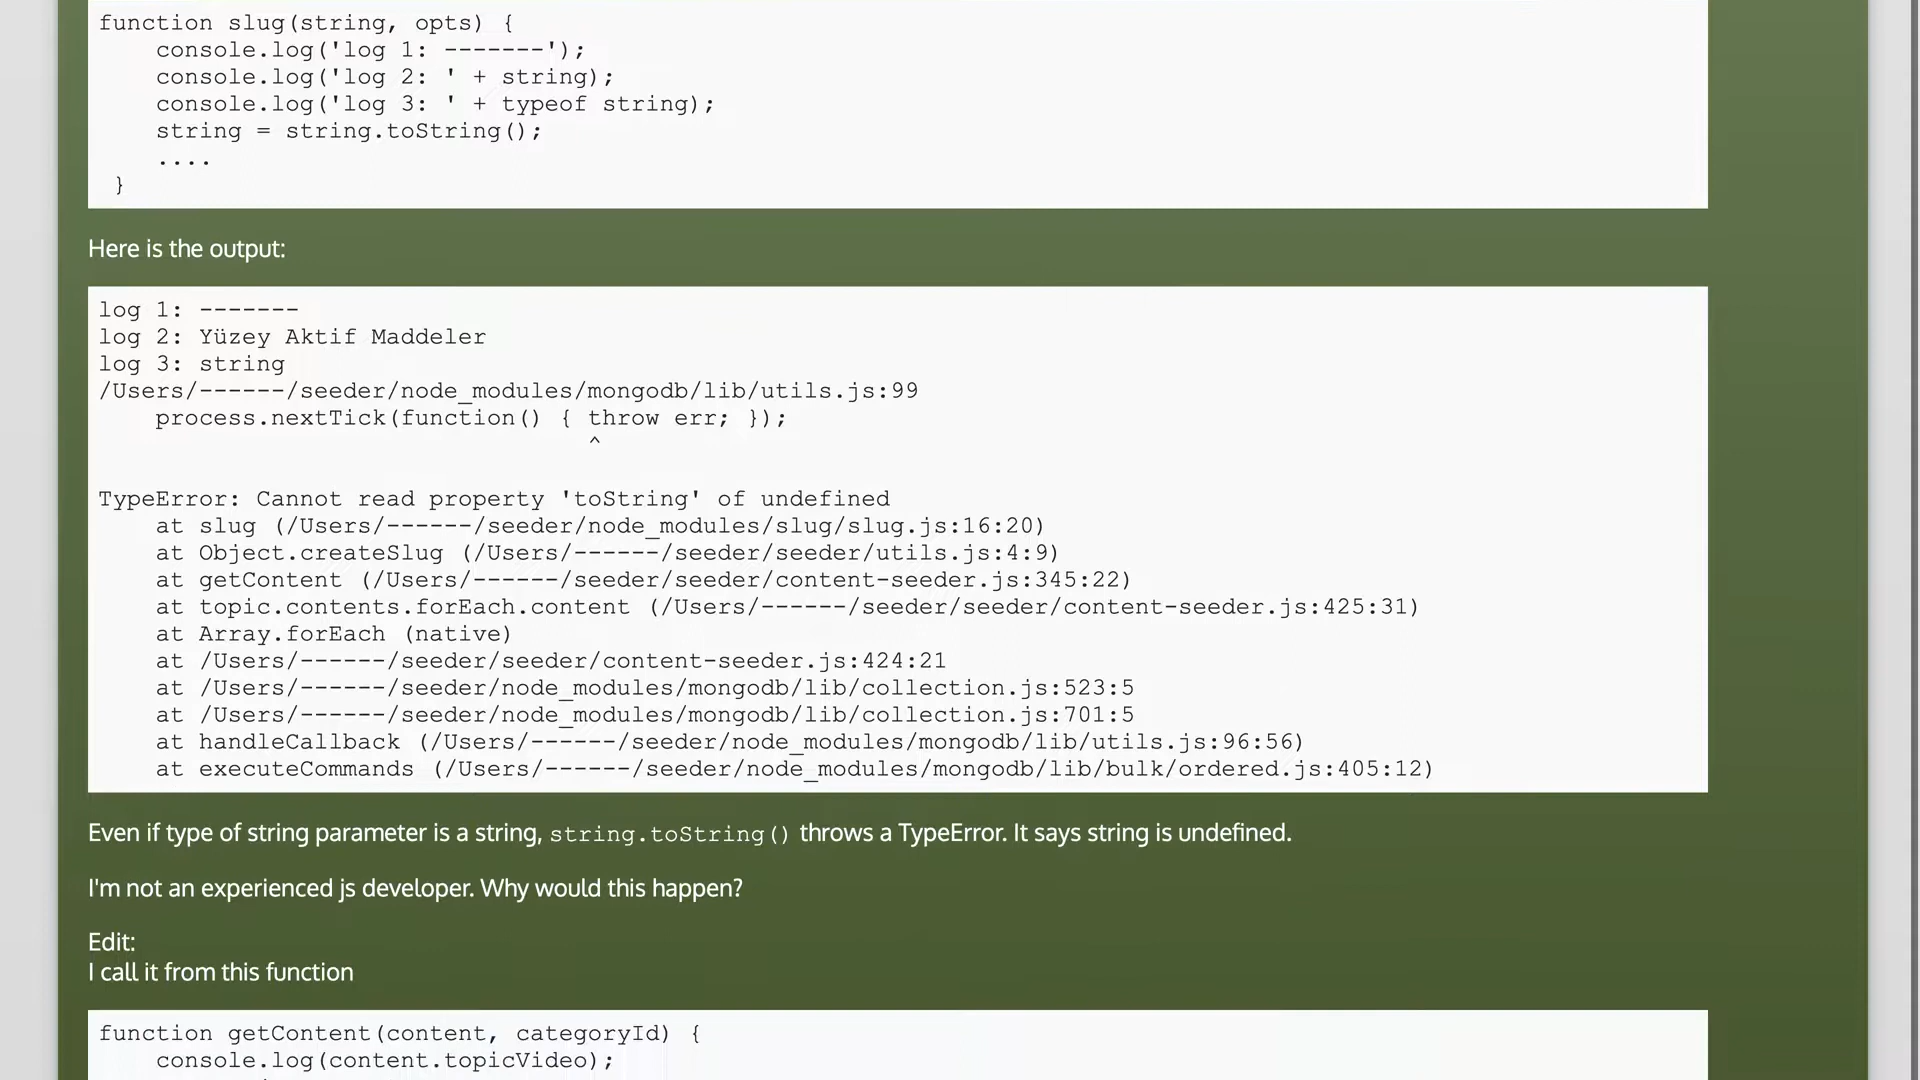 function slug(string, opts) {
    console.log('log 1: -------');
    console.log('log 2: ' + string);
    console.log('log 3: ' + typeof string);
    string = string.toString();
    ....
 }
Here is the output:
log 1: -------
log 2: Yüzey Aktif Maddeler
log 3: string
/Users/------/seeder/node_modules/mongodb/lib/utils.js:99
    process.nextTick(function() { throw err; });
                                  ^
TypeError: Cannot read property 'toString' of undefined
    at slug (/Users/------/seeder/node_modules/slug/slug.js:16:20)
    at Object.createSlug (/Users/------/seeder/seeder/utils.js:4:9)
    at getContent (/Users/------/seeder/seeder/content-seeder.js:345:22)
    at topic.contents.forEach.content (/Users/------/seeder/seeder/content-seeder.js:425:31)
    at Array.forEach (native)
    at /Users/------/seeder/seeder/content-seeder.js:424:21
    at /Users/------/seeder/node_modules/mongodb/lib/collection.js:523:5
    at /Users/------/seeder/node_modules/mongodb/lib/collection.js:701:5
    at handleCallback (/Users/------/seeder/node_modules/mongodb/lib/utils.js:96:56)
    at executeCommands (/Users/------/seeder/node_modules/mongodb/lib/bulk/ordered.js:405:12)
Even if type of string parameter is a string, string.toString() throws a TypeError. It says string is undefined.
I'm not an experienced js developer. Why would this happen?
Edit:
I call it from this function
function getContent(content, categoryId) {
    console.log(content.topicVideo);